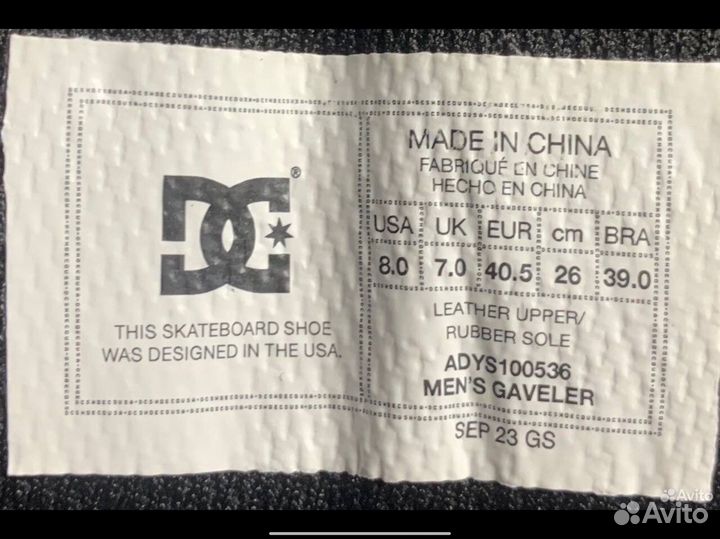 DC®
THIS SKATEBOARD SHOE
WAS DESIGNED IN THE USA.
MADE IN CHINA
FABRIQUÉ EN CHINE
HECHO EN CHINA
USA UK EUR cm BRA
8.0 7.0 40.5 26 39.0
LEATHER UPPER/
RUBBER SOLE
ADYS100536
MEN'S GAVELER
SEP 23 GS
Avito
Avito